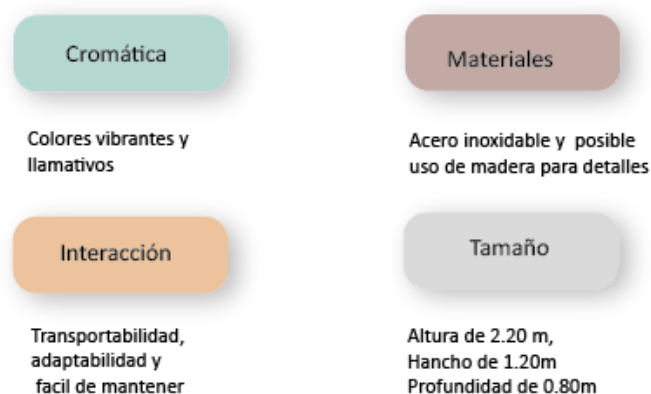 Cromática
Colores vibrantes y
llamativos
Materiales
Acero inoxidable y posible
uso de madera para detalles
Interacción
Transportabilidad,
adaptabilidad y
facil de mantener
Tamaño
Altura de 2.20 m,
Hancho de 1.20m
Profundidad de 0.80m